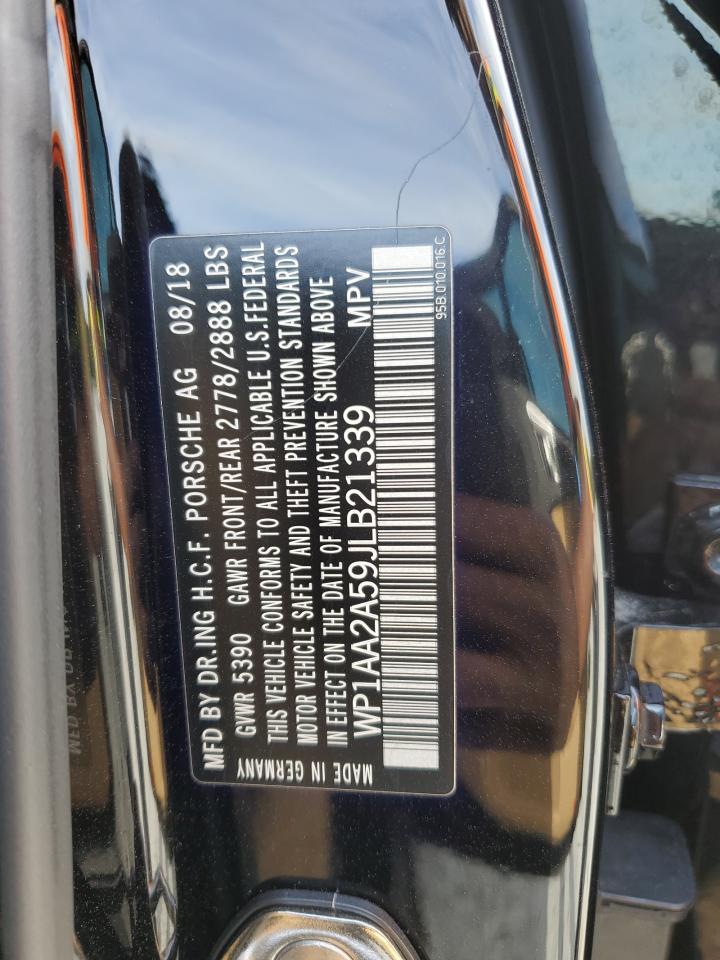 MFD BY DR.ING H.C.F. PORSCHE AG 08/18
GVWR 5390 GAWR FRONT/REAR 2778/2888 LBS
THIS VEHICLE CONFORMS TO ALL APPLICABLE U.S.FEDERAL
MOTOR VEHICLE SAFETY AND THEFT PREVENTION STANDARDS
IN EFFECT ON THE DATE OF MANUFACTURE SHOWN ABOVE
WP1AA2A59JLB21339 MPV
MADE IN GERMANY
95B.010.016.C